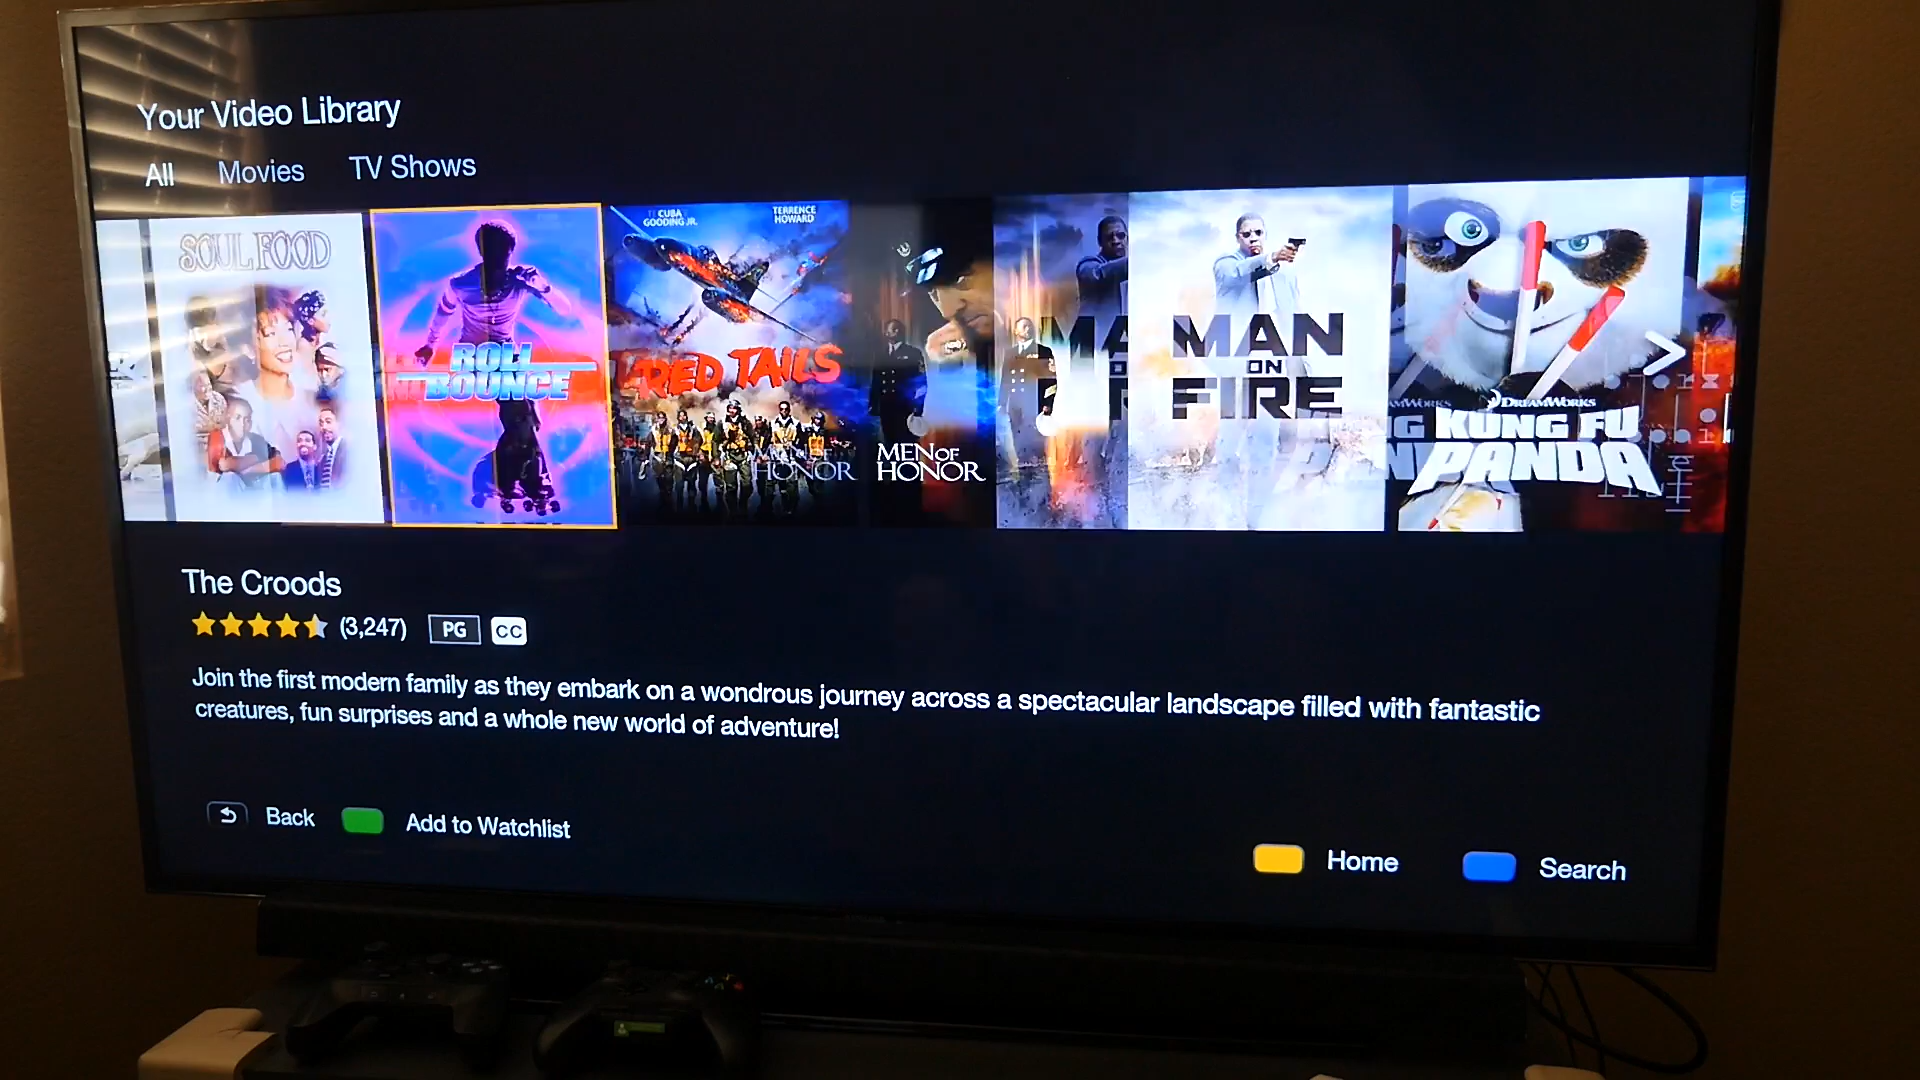 Your Video Library
All Movies TV Shows
SOUL FOOD
ROLL
BOUNCE
CUBA
GOODING JR.
TERRENCE
HOWARD
RED TAILS
MEN OF
HONOR
MEN OF
HONOR
MAN
ON
FIRE
DREAMWORKS
KUNG FU
PANDA
The Croods
(3,247) PG CC
Join the first modern family as they embark on a wondrous journey across a spectacular landscape filled with fantastic
creatures, fun surprises and a whole new world of adventure!
Back Add to Watchlist
Home Search